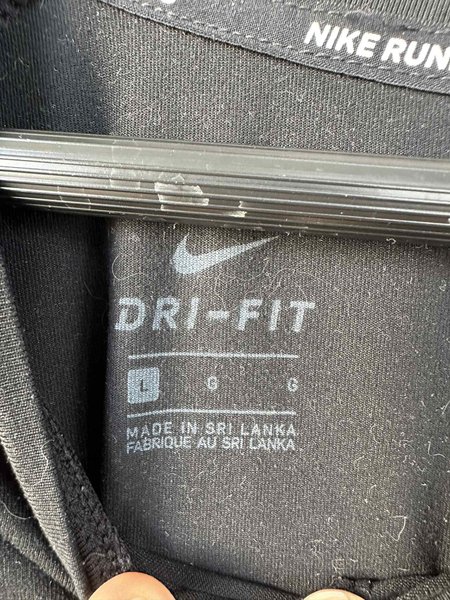 NIKE RUN
DRI-FIT
L G G
MADE IN SRI LANKA
FABRIQUE AU SRI LANKA